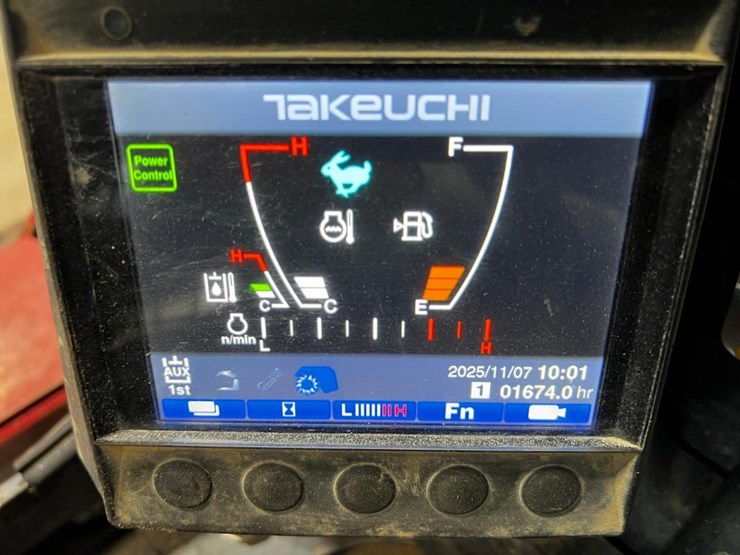 TAKEUCHI
Power
Control
H
F
H
C
C
E
n/min
L
H
AUX
1st
2025/11/07 10:01
1 01674.0 hr
L H
Fn